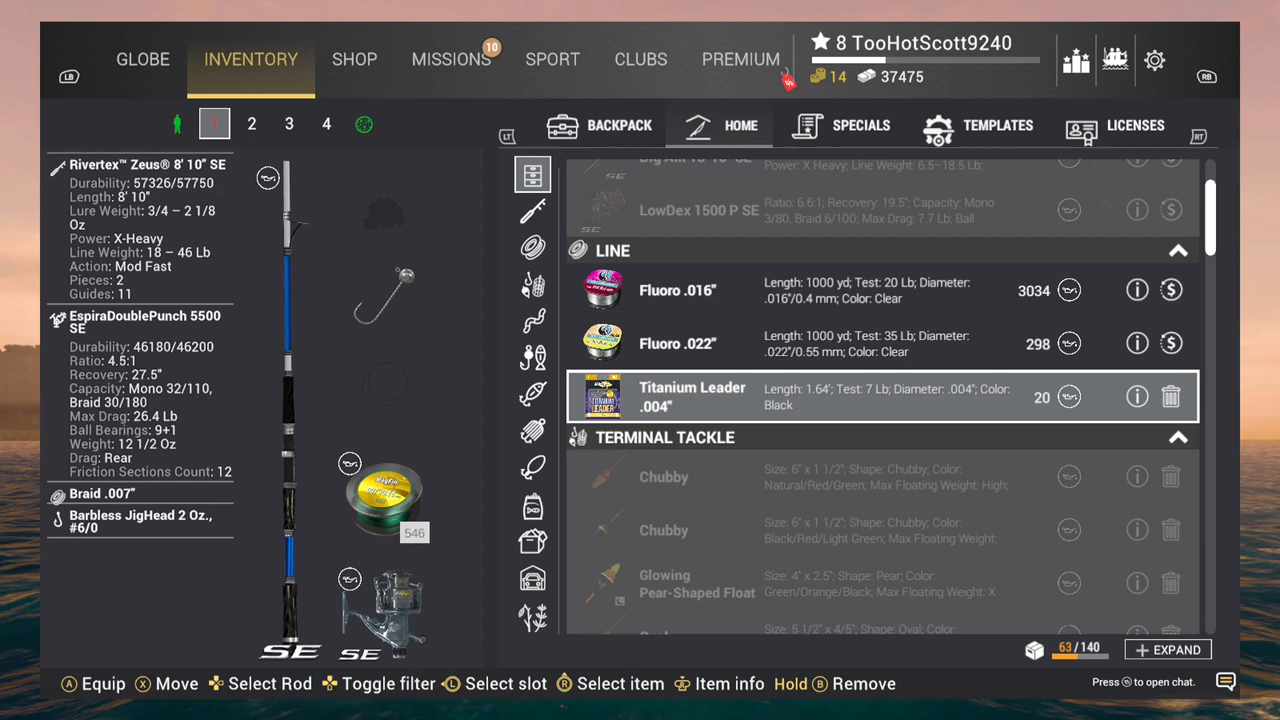 LB
GLOBE
INVENTORY
SHOP
MISSIONS
10
SPORT
CLUBS
PREMIUM
8 TooHotScott9240
14
37475
RB
1
2
3
4
LT
BACKPACK
HOME
SPECIALS
TEMPLATES
LICENSES
RT
Rivertex™ Zeus® 8' 10" SE
Durability: 57326/57750
Length: 8' 10"
Lure Weight: 3/4 – 2 1/8
Oz
Power: X-Heavy
Line Weight: 18 – 46 Lb
Action: Mod Fast
Pieces: 2
Guides: 11
EspiraDoublePunch 5500
SE
Durability: 46180/46200
Ratio: 4.5:1
Recovery: 27.5"
Capacity: Mono 32/110,
Braid 30/180
Max Drag: 26.4 Lb
Ball Bearings: 9+1
Weight: 12 1/2 Oz
Drag: Rear
Friction Sections Count: 12
Braid .007"
Barbless JigHead 2 Oz.,
#6/0
MagFin
546
SE
SE
Power: X Heavy; Line Weight: 6.5–18.5 Lb;
SE
LowDex 1500 P SE
Ratio: 6.6:1; Recovery: 19.5"; Capacity: Mono
3/80, Braid 6/100; Max Drag: 7.7 Lb; Ball
SE
LINE
Fluoro .016"
Length: 1000 yd; Test: 20 Lb; Diameter:
.016"/0.4 mm; Color: Clear
3034
Fluoro .022"
Length: 1000 yd; Test: 35 Lb; Diameter:
.022"/0.55 mm; Color: Clear
298
TITANIUM
LEADER
Titanium Leader
.004"
Length: 1.64'; Test: 7 Lb; Diameter: .004"; Color:
Black
20
TERMINAL TACKLE
Chubby
Size: 6" x 1 1/2"; Shape: Chubby; Color:
Natural/Red/Green; Max Floating Weight: High;
Chubby
Size: 6" x 1 1/2"; Shape: Chubby; Color:
Black/Red/Light Green; Max Floating Weight:
Glowing
Pear-Shaped Float
Size: 4" x 2.5"; Shape: Pear; Color:
Green/Orange/Black; Max Floating Weight: X
Size: 5 1/2" x 4/5"; Shape: Oval; Color:
63/140
EXPAND
A Equip
X Move
Select Rod
Toggle filter
L Select slot
R Select item
Item info
Hold B Remove
Press to open chat.